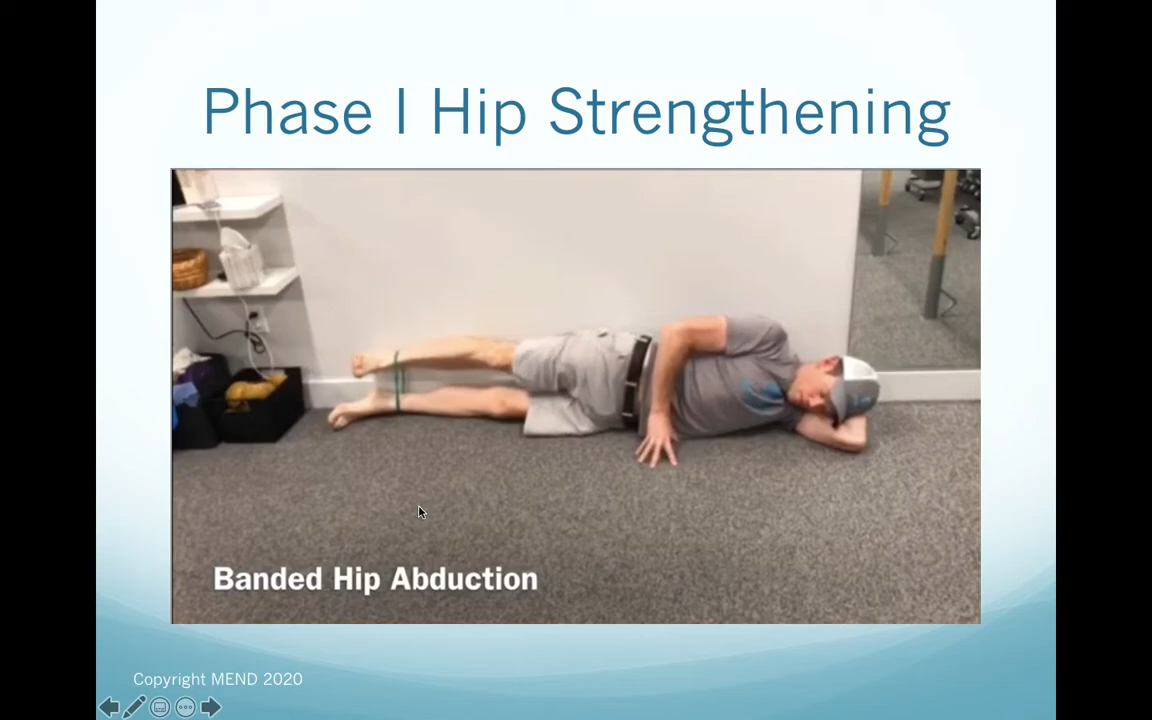 Phase I Hip Strengthening
Banded Hip Abduction
Copyright MEND 2020